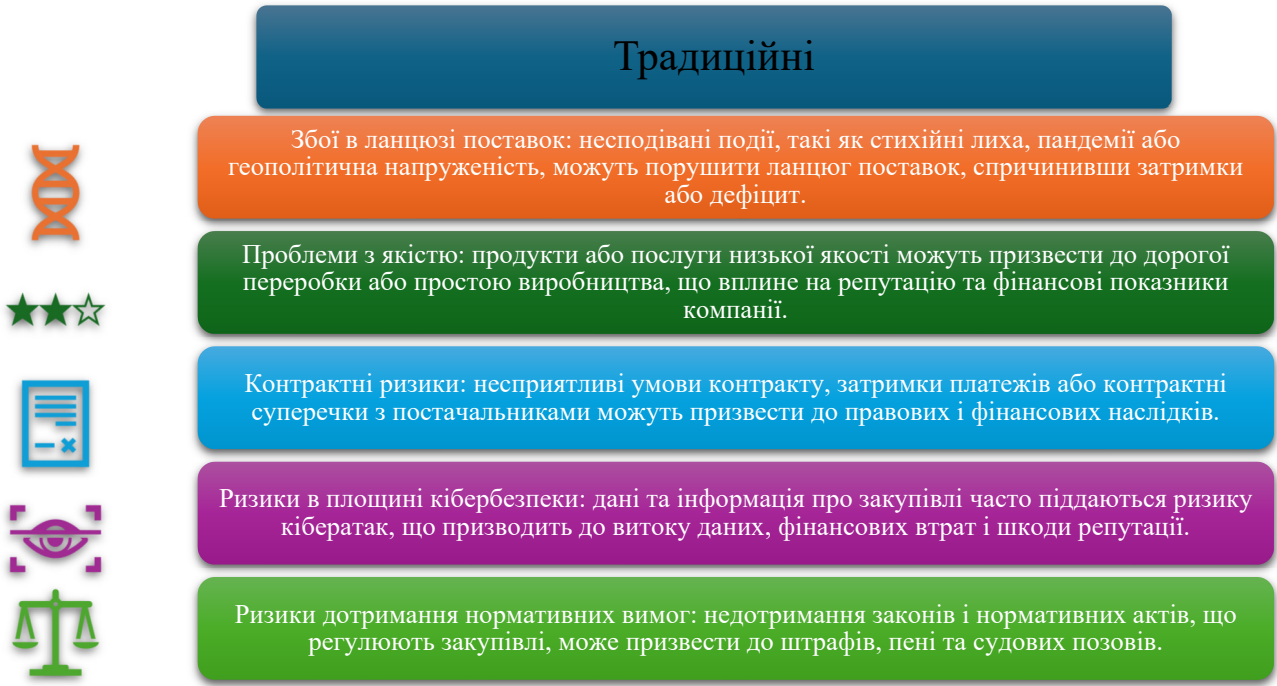 Традиційні
Збої в ланцюзі поставок: несподівані події, такі як стихійні лиха, пандемії або
геополітична напруженість, можуть порушити ланцюг поставок, спричинивши затримки
або дефіцит.
Проблеми з якістю: продукти або послуги низької якості можуть призвести до дорогої
переробки або простою виробництва, що вплине на репутацію та фінансові показники
компанії.
Контрактні ризики: несприятливі умови контракту, затримки платежів або контрактні
суперечки з постачальниками можуть призвести до правових і фінансових наслідків.
Ризики в площині кібербезпеки: дані та інформація про закупівлі часто піддаються ризику
кібератак, що призводить до витоку даних, фінансових втрат і шкоди репутації.
Ризики дотримання нормативних вимог: недотримання законів і нормативних актів, що
регулюють закупівлі, може призвести до штрафів, пені та судових позовів.